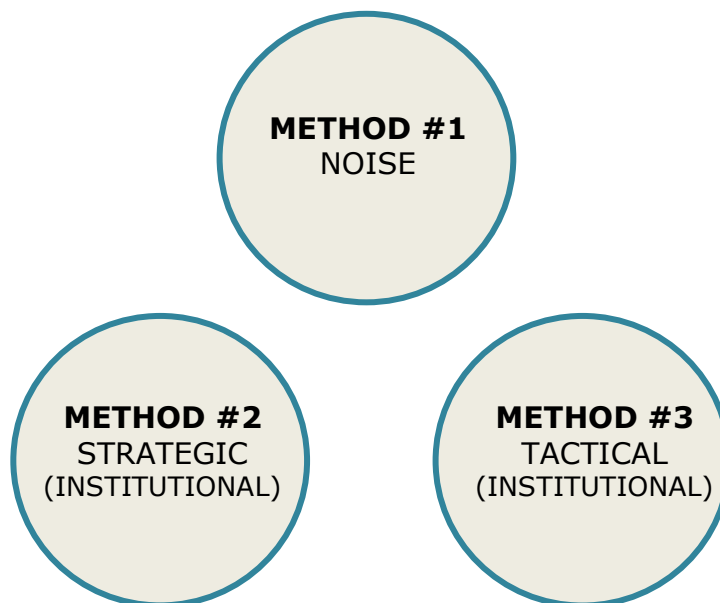 METHOD #1
NOISE
METHOD #2
STRATEGIC
(INSTITUTIONAL)
METHOD #3
TACTICAL
(INSTITUTIONAL)